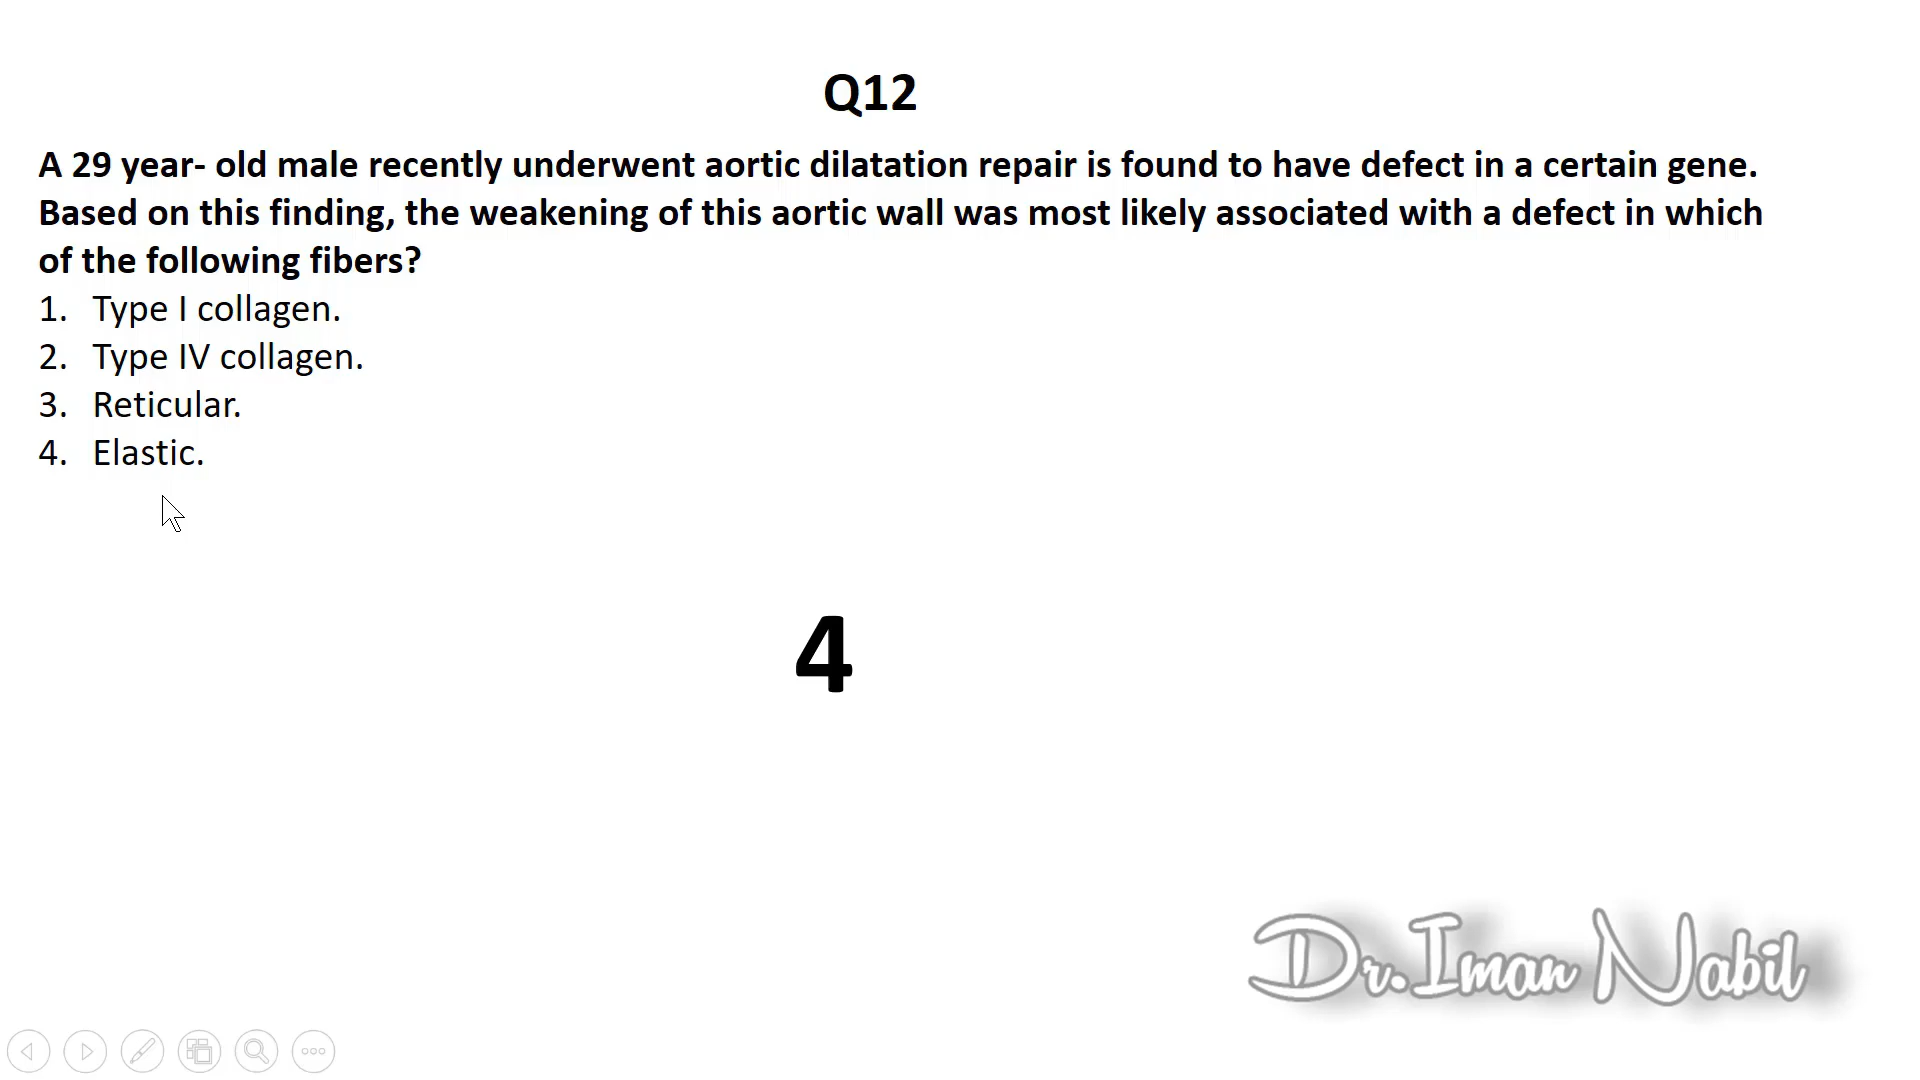 Q12
A 29 year- old male recently underwent aortic dilatation repair is found to have defect in a certain gene.
Based on this finding, the weakening of this aortic wall was most likely associated with a defect in which
of the following fibers?
1. Type I collagen.
2. Type IV collagen.
3. Reticular.
4. Elastic.
4
Dr.Iman Nabil